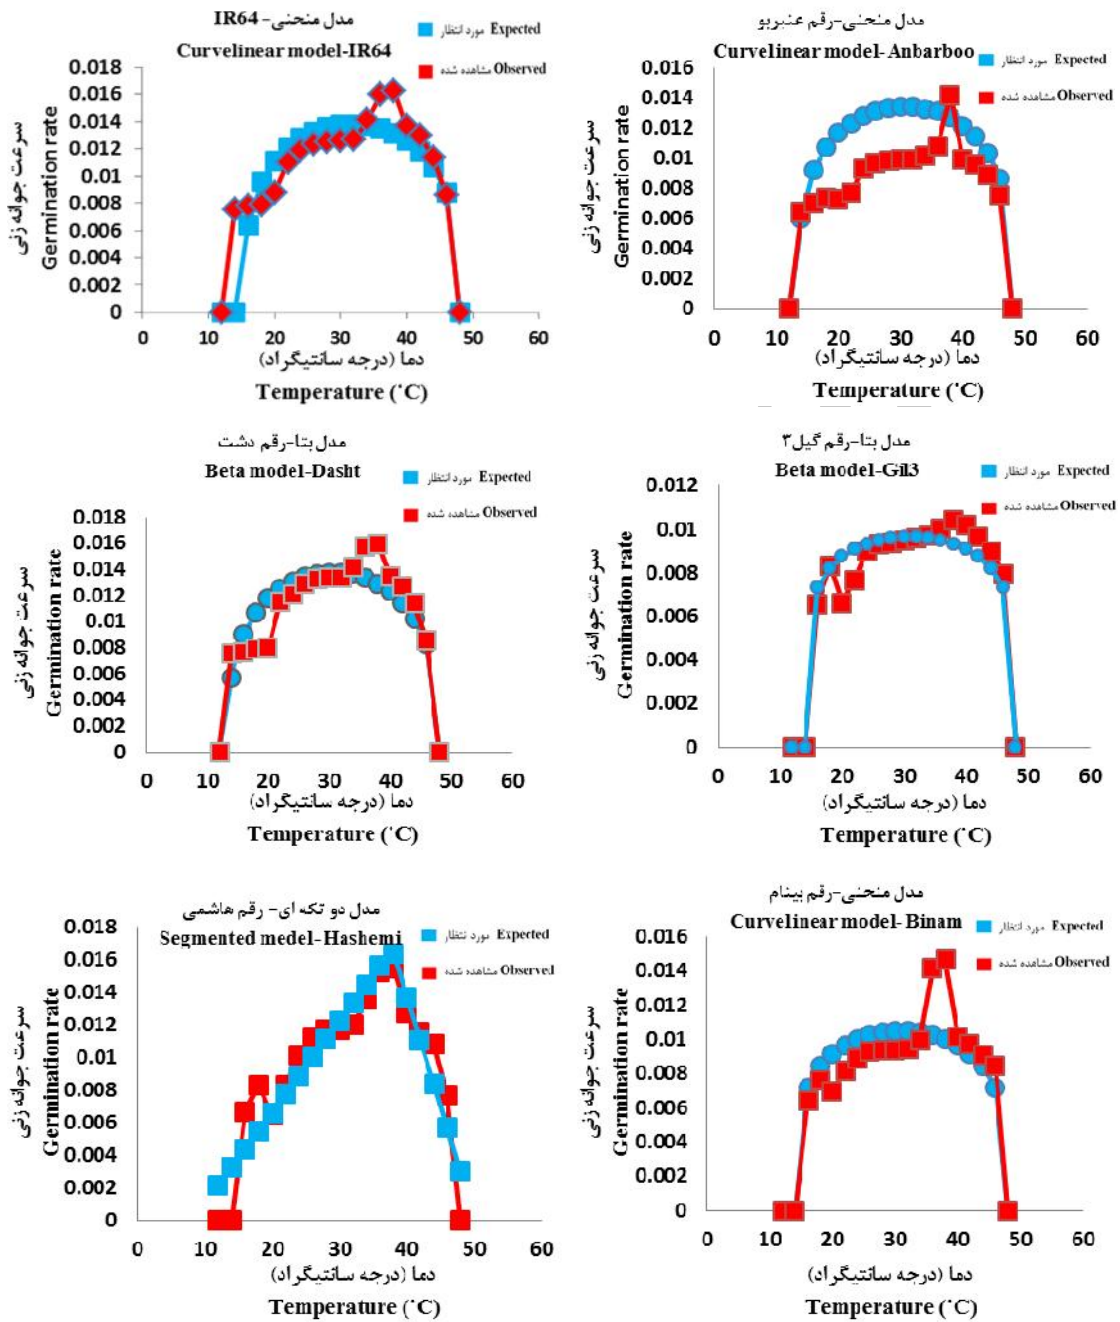 مدل منحنی- IR64
Curvelinear model-IR64
مورد انتظار Expected
مشاهده شده Observed
سرعت جوانه زنی
Germination rate
0.018
0.016
0.014
0.012
0.01
0.008
0.006
0.004
0.002
0
0 10 20 30 40 50 60
دما (درجه سانتیگراد)
Temperature (˚C)
مدل منحنی-رقم عنبربو
Curvelinear model- Anbarboo
مورد انتظار Expected
مشاهده شده Observed
سرعت جوانه زنی
Germination rate
0.016
0.014
0.012
0.01
0.008
0.006
0.004
0.002
0
0 10 20 30 40 50 60
دما (درجه سانتیگراد)
Temperature (˚C)
مدل بتا-رقم دشت
Beta model-Dasht
مورد انتظار Expected
مشاهده شده Observed
سرعت جوانه زنی
Germination rate
0.018
0.016
0.014
0.012
0.01
0.008
0.006
0.004
0.002
0
0 10 20 30 40 50 60
دما (درجه سانتیگراد)
Temperature (˚C)
مدل بتا-رقم گیل۳
Beta model-Gil3
مورد انتظار Expected
مشاهده شده Observed
سرعت جوانه زنی
Germination rate
0.012
0.01
0.008
0.006
0.004
0.002
0
0 10 20 30 40 50 60
دما (درجه سانتیگراد)
Temperature (˚C)
مدل دو تکه ای- رقم هاشمی
Segmented medel-Hashemi
مورد انتظار Expected
مشاهده شده Observed
سرعت جوانه زنی
Germination rate
0.018
0.016
0.014
0.012
0.01
0.008
0.006
0.004
0.002
0
0 10 20 30 40 50 60
دما (درجه سانتیگراد)
Temperature (˚C)
مدل منحنی-رقم بینام
Curvelinear model- Binam
مورد انتظار Expected
مشاهده شده Observed
سرعت جوانه زنی
Germination rate
0.016
0.014
0.012
0.01
0.008
0.006
0.004
0.002
0
0 10 20 30 40 50 60
دما (درجه سانتیگراد)
Temperature (˚C)